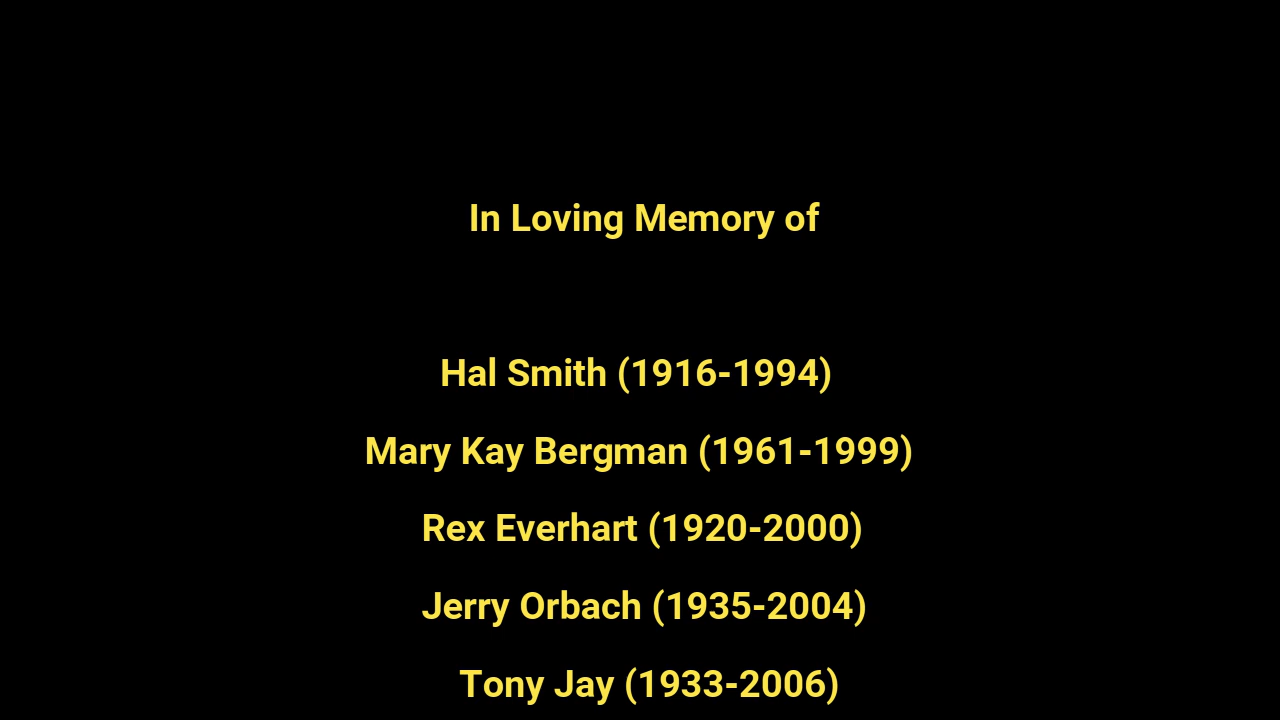 In Loving Memory of
Hal Smith (1916-1994)
Mary Kay Bergman (1961-1999)
Rex Everhart (1920-2000)
Jerry Orbach (1935-2004)
Tony Jay (1933-2006)